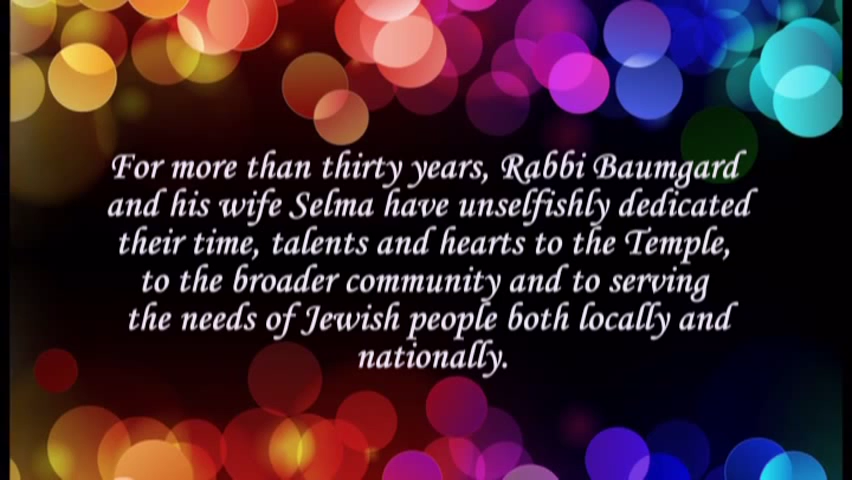 For more than thirty years, Rabbi Baumgard
and his wife Selma have unselfishly dedicated
their time, talents and hearts to the Temple,
to the broader community and to serving
the needs of Jewish people both locally and
nationally.